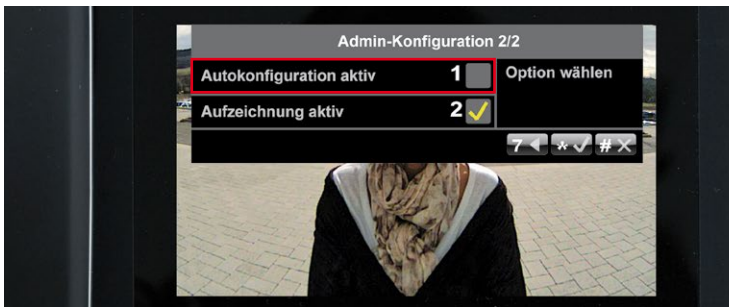 Admin-Konfiguration 2/2
Autokonfiguration aktiv 1 Option wählen
Aufzeichnung aktiv 2
7 * #